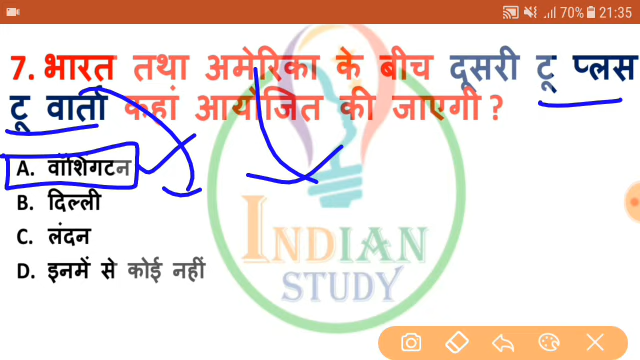 70% 21:35
7. भारत तथा अमेरिका के बीच दूसरी टू प्लस
टू वार्ता कहां आयोजित की जाएगी ?
A. वॉशिगटन
B. दिल्ली
C. लंदन
D. इनमें से कोई नहीं
INDIAN
STUDY